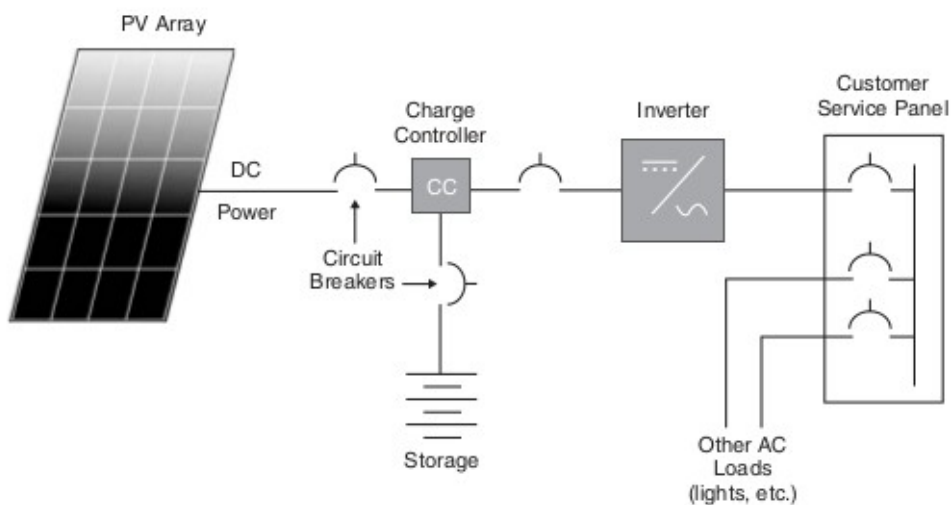 PV Array
DC
Power
Circuit
Breakers
Charge
Controller
CC
Storage
Inverter
Customer
Service Panel
Other AC
Loads
(lights, etc.)